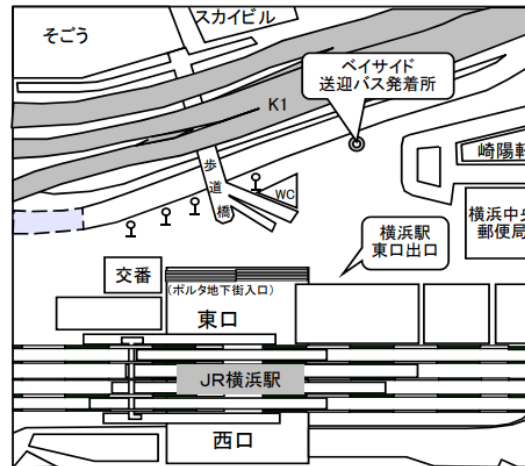 そごう
スカイビル
ベイサイド
送迎バス発着所
K1
崎陽軒
歩道橋
WC
横浜中央
郵便局
横浜駅
東口出口
交番
(ポルタ地下街入口)
東口
JR横浜駅
西口